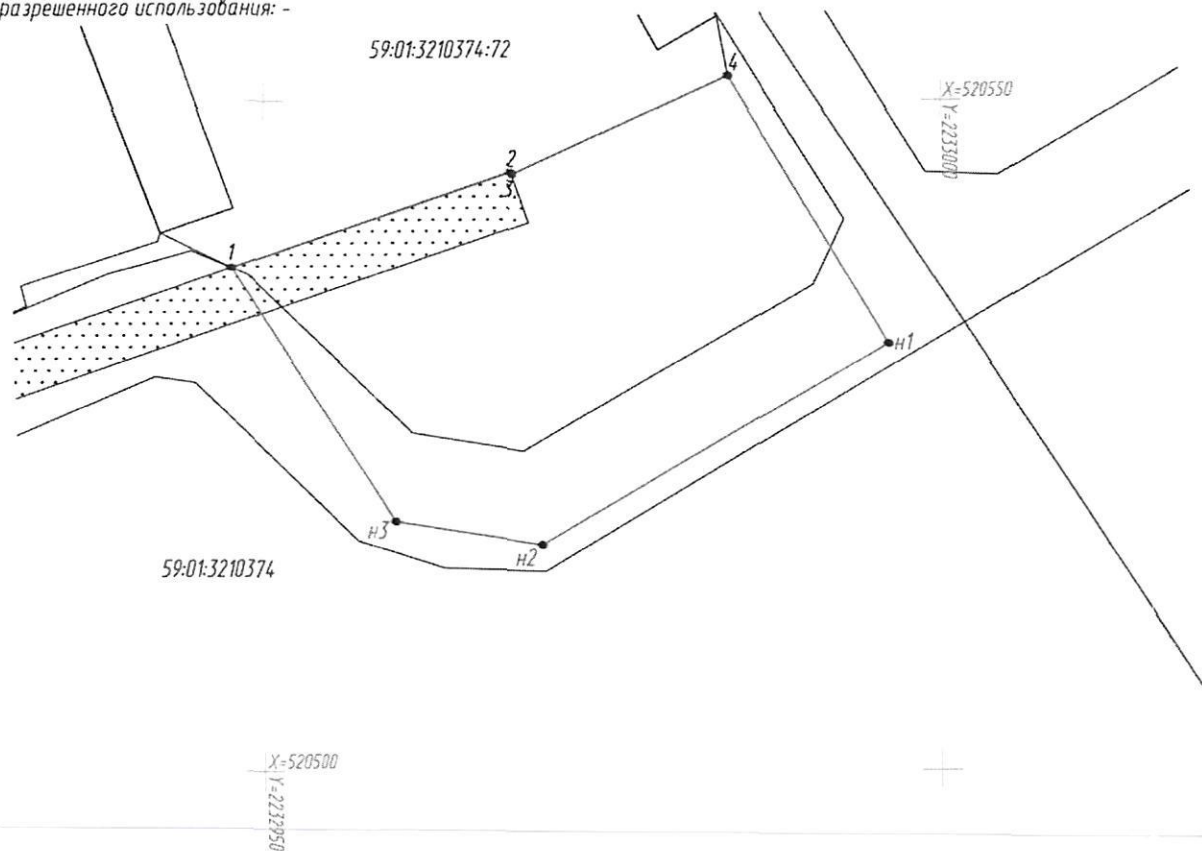 разрешенного использования: -
59:01:3210374:72
4
X=520550
Y=2233000
2
3
1
н1
н3
н2
59:01:3210374
X=520500
Y=2232950